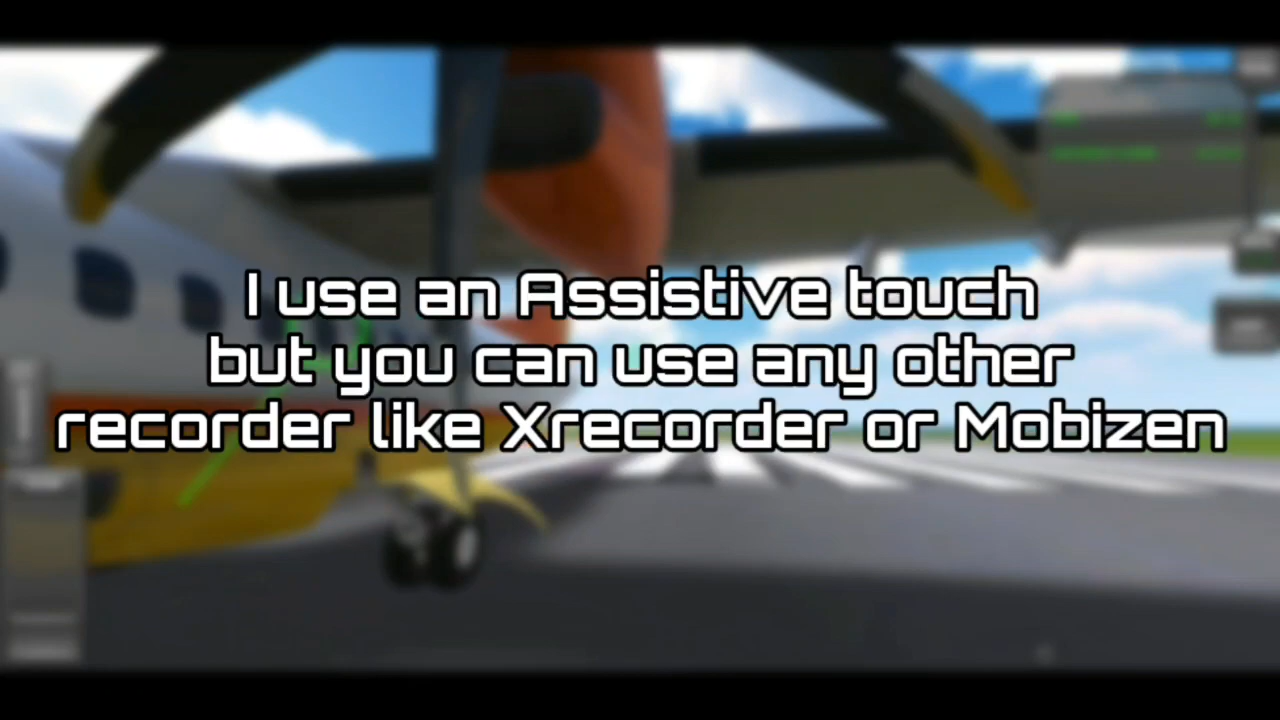 I use an Assistive touch
but you can use any other
recorder like Xrecorder or Mobizen